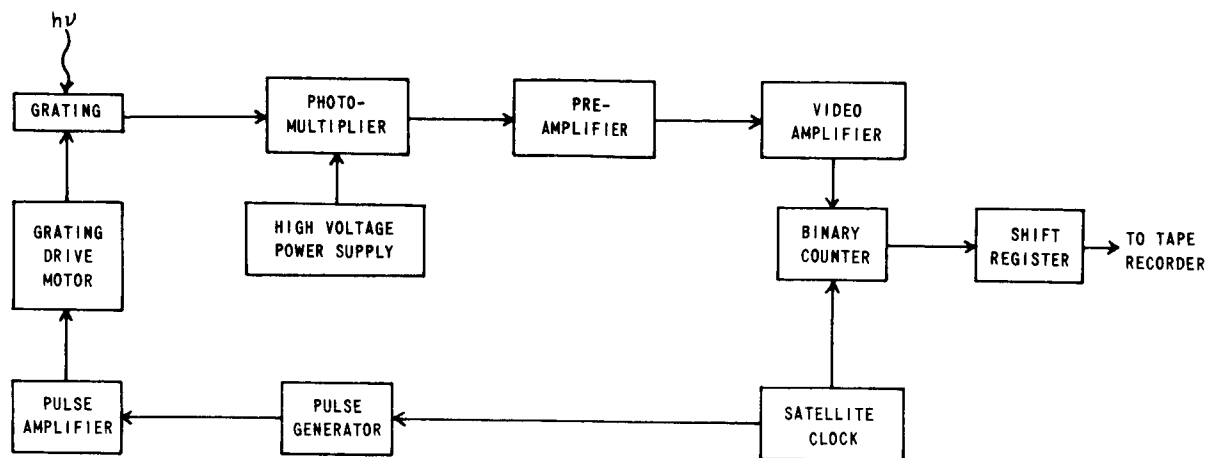 hν
GRATING
PHOTO-
MULTIPLIER
PRE-
AMPLIFIER
VIDEO
AMPLIFIER
GRATING
DRIVE
MOTOR
HIGH VOLTAGE
POWER SUPPLY
BINARY
COUNTER
SHIFT
REGISTER
TO TAPE
RECORDER
PULSE
AMPLIFIER
PULSE
GENERATOR
SATELLITE
CLOCK